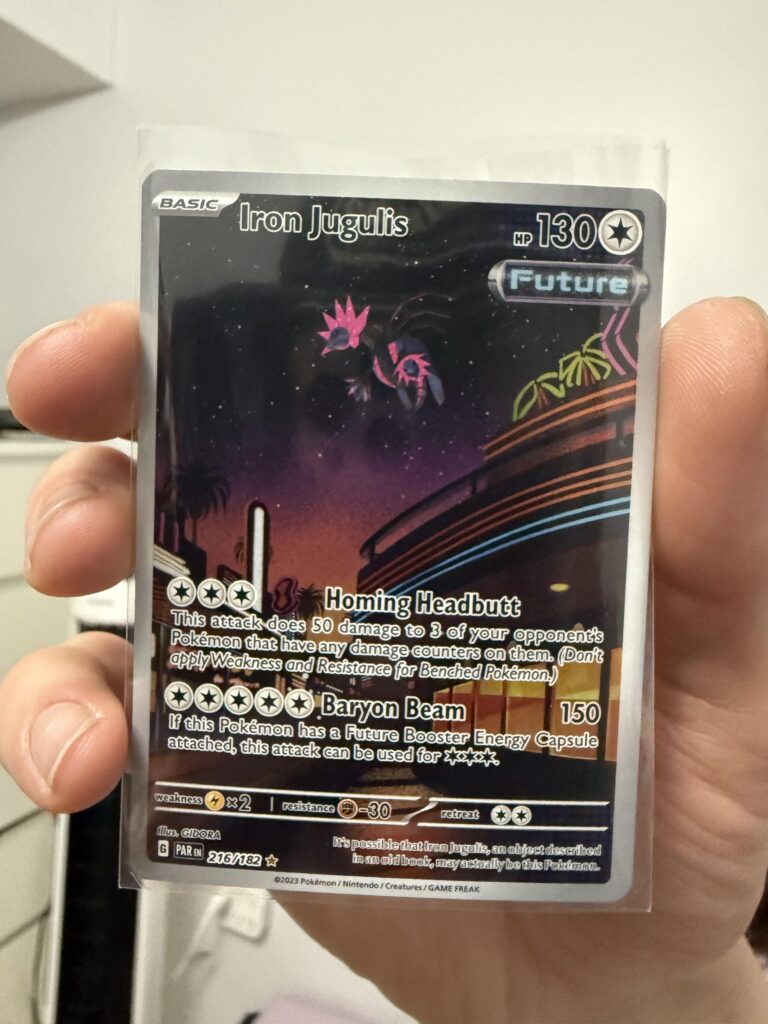 BASIC Iron Jugulis HP 130
Future
Homing Headbutt
This attack does 50 damage to 3 of your opponent's
Pokémon that have any damage counters on them. (Don't
apply Weakness and Resistance for Benched Pokémon.)
Baryon Beam 150
If this Pokémon has a Future Booster Energy Capsule
attached, this attack can be used for ✶✶✶.
weakness ×2 resistance -30 retreat
Illus. GIDORA
It's possible that Iron Jugulis, an object described
in an old book, may actually be this Pokémon.
G PAR EN 216/182 ★
©2023 Pokémon / Nintendo / Creatures / GAME FREAK